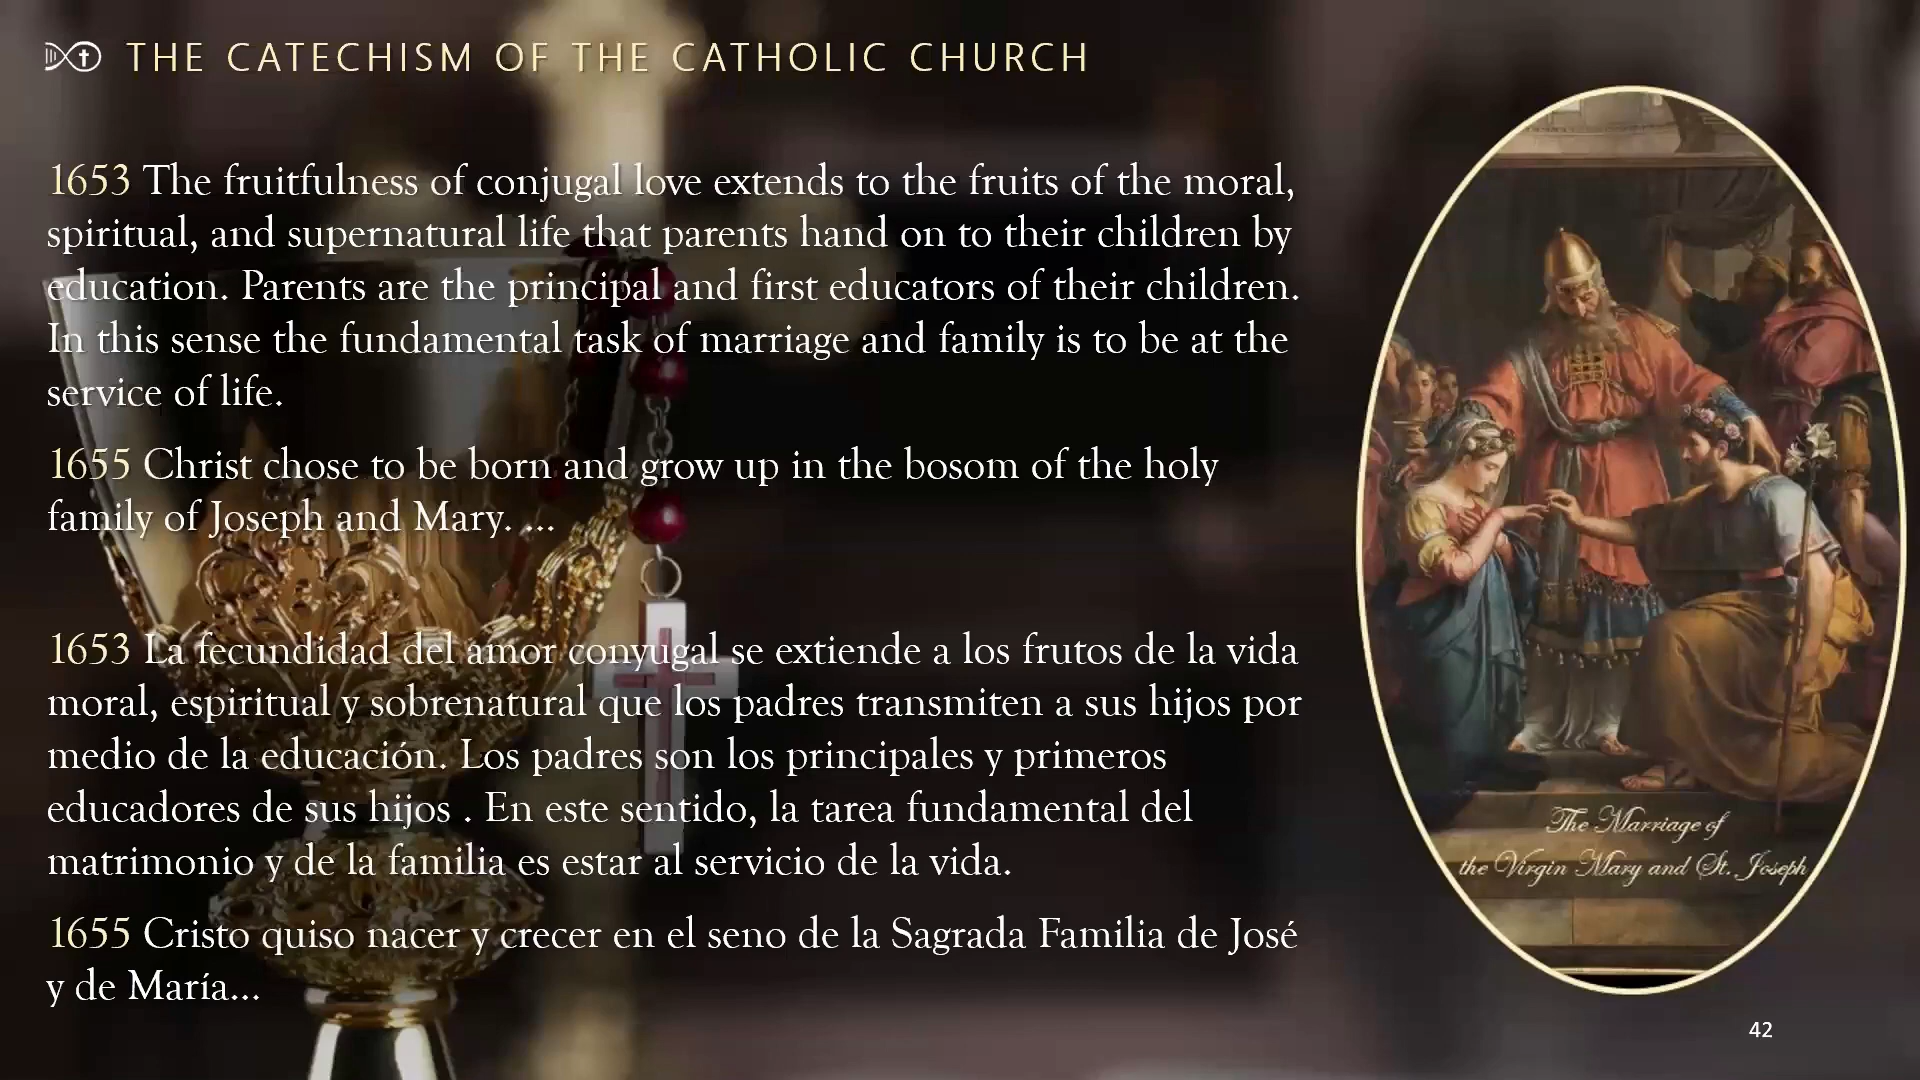 THE CATECHISM OF THE CATHOLIC CHURCH
1653 The fruitfulness of conjugal love extends to the fruits of the moral,
spiritual, and supernatural life that parents hand on to their children by
education. Parents are the principal and first educators of their children.
In this sense the fundamental task of marriage and family is to be at the
service of life.
1655 Christ chose to be born and grow up in the bosom of the holy
family of Joseph and Mary. ...
1653 La fecundidad del amor conyugal se extiende a los frutos de la vida
moral, espiritual y sobrenatural que los padres transmiten a sus hijos por
medio de la educación. Los padres son los principales y primeros
educadores de sus hijos . En este sentido, la tarea fundamental del
matrimonio y de la familia es estar al servicio de la vida.
1655 Cristo quiso nacer y crecer en el seno de la Sagrada Familia de José
y de María...
The Marriage of
the Virgin Mary and St. Joseph
42